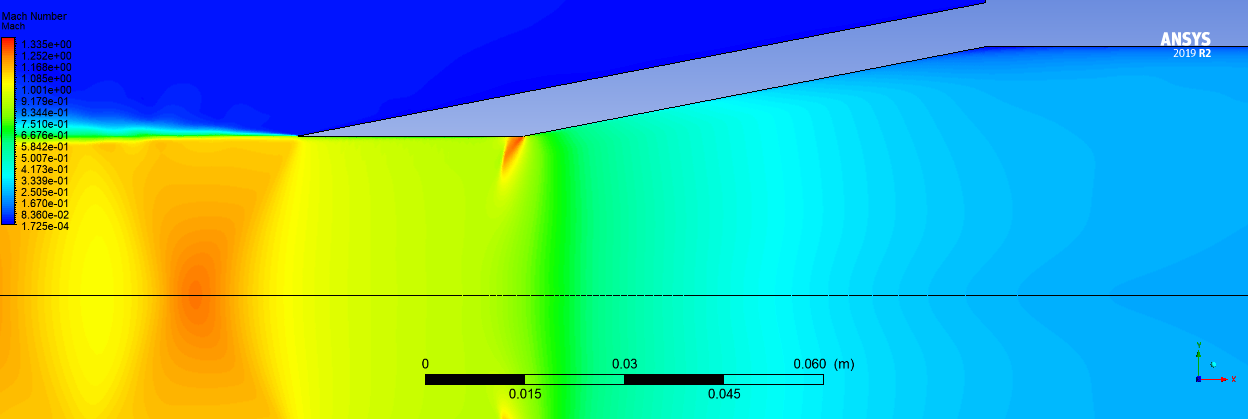 Mach Number
Mach
1.335e+00
1.252e+00
1.168e+00
1.085e+00
1.001e+00
9.179e-01
8.344e-01
7.510e-01
6.676e-01
5.842e-01
5.007e-01
4.173e-01
3.339e-01
2.505e-01
1.670e-01
8.360e-02
1.725e-04
ANSYS
2019 R2
0 0.03 0.060 (m)
0.015 0.045
Y
X